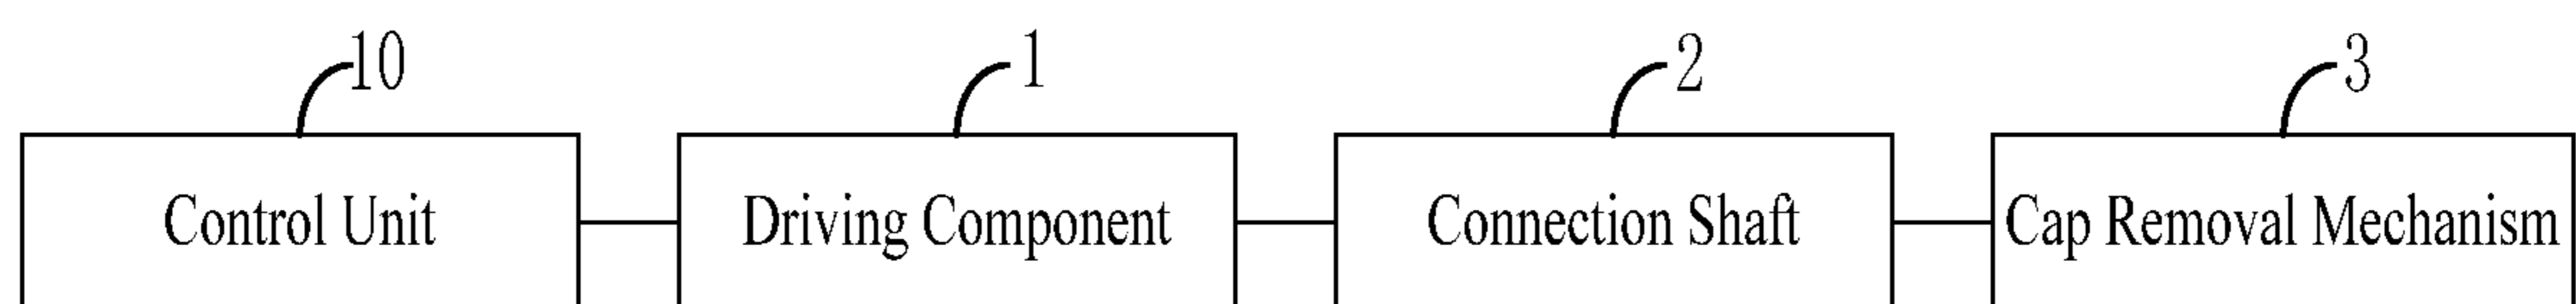 10 1 2 3
Control Unit Driving Component Connection Shaft Cap Removal Mechanism